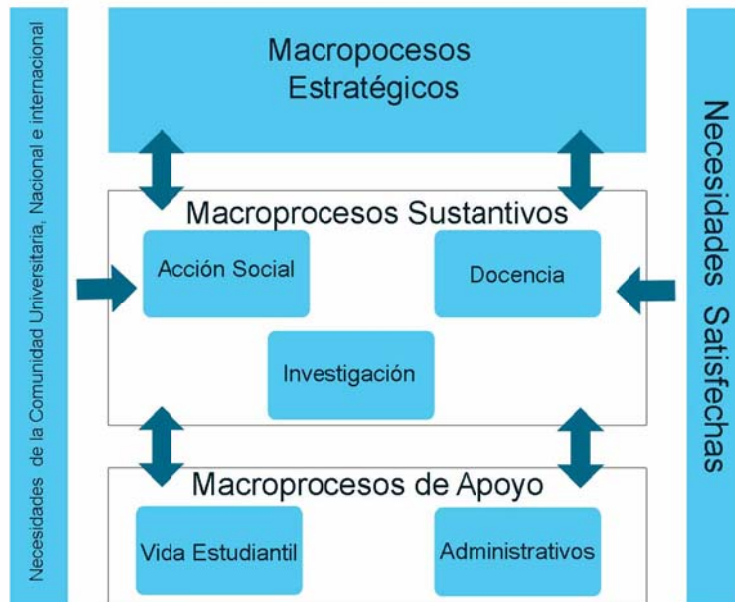 Necesidades de la Comunidad Universitaria, Nacional e internacional
Macropocesos
Estratégicos
Macroprocesos Sustantivos
Acción Social
Docencia
Investigación
Macroprocesos de Apoyo
Vida Estudiantil
Administrativos
Necesidades Satisfechas